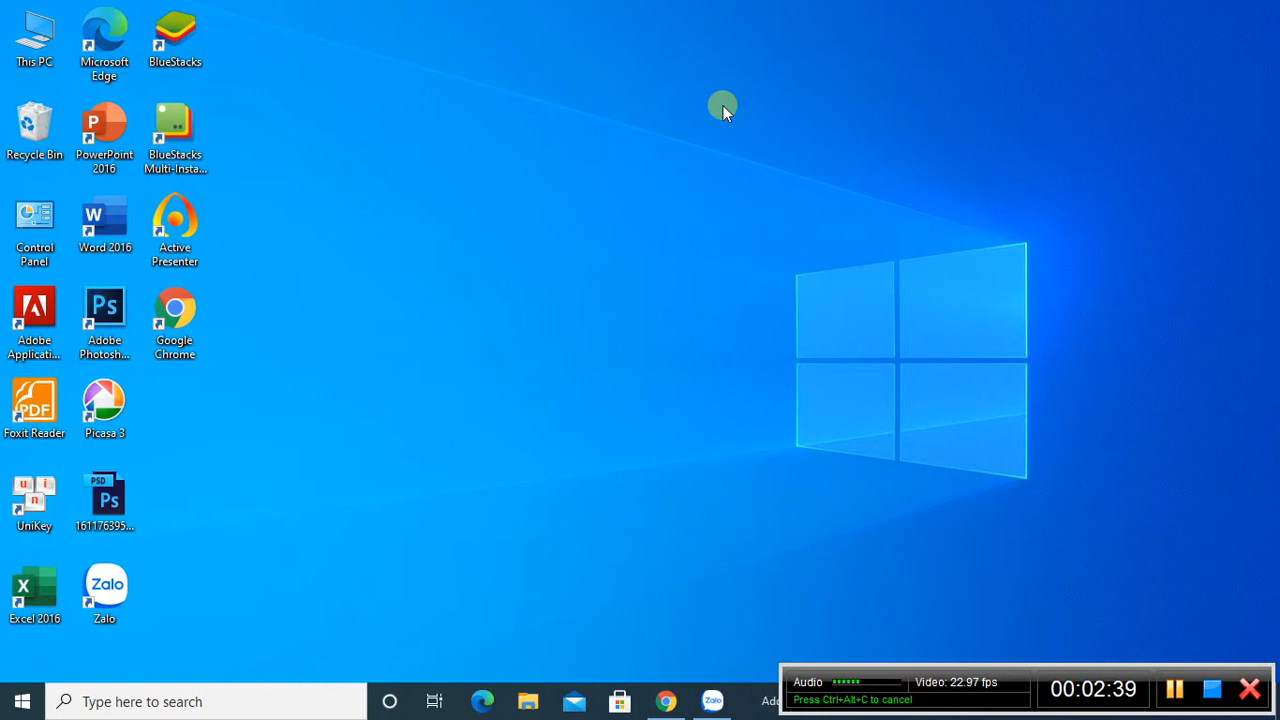 This PC
Microsoft
Edge
BlueStacks
Recycle Bin
P
PowerPoint
2016
BlueStacks
Multi-Insta...
Control
Panel
W
Word 2016
Active
Presenter
Adobe
Applicati...
Ps
Adobe
Photosh...
Google
Chrome
PDF
Foxit Reader
Picasa 3
u i
n
UniKey
PSD
Ps
161176395...
X
Excel 2016
Zalo
Zalo
Type here to search
Zalo
Audio
Video: 22.97 fps
Press Ctrl+Alt+C to cancel
00:02:39